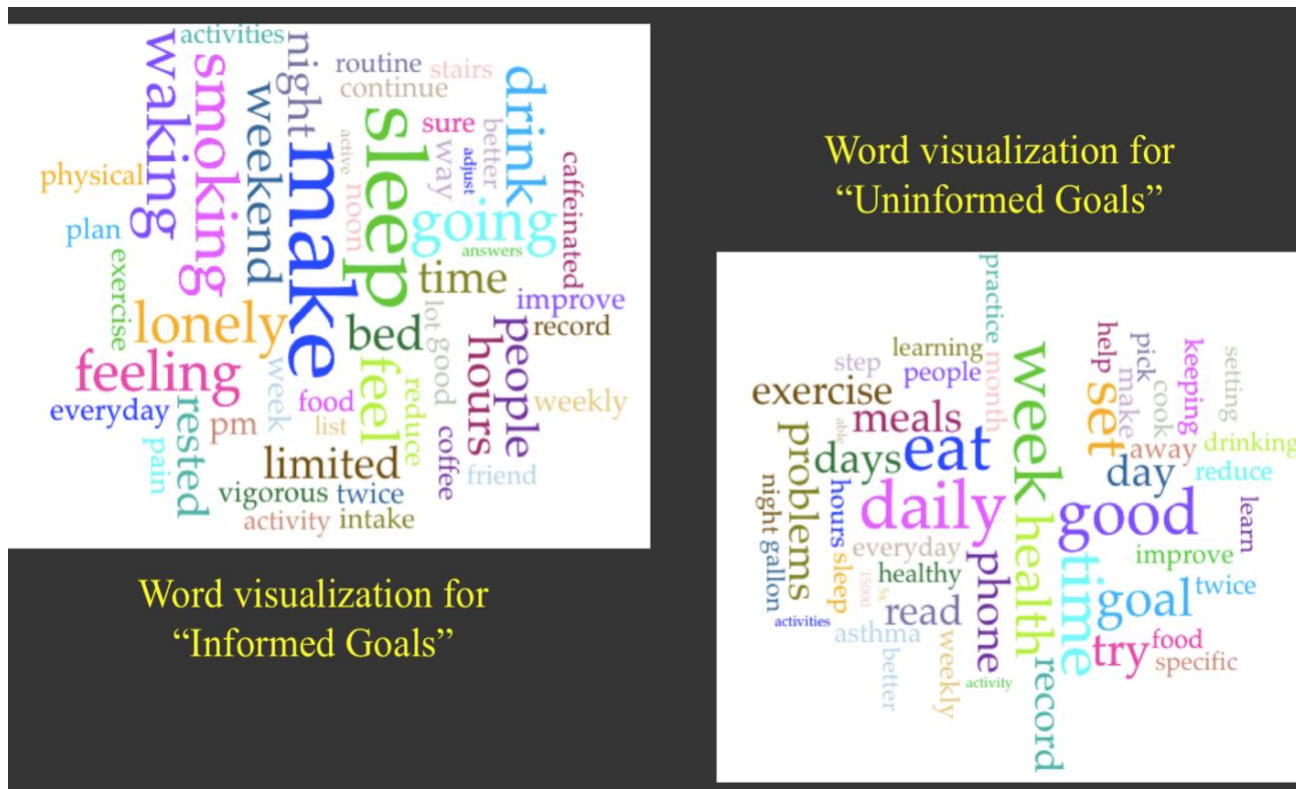 activities
night
waking
smoking
weekend
make
routine
stairs
continue
sleep
drink
sure
better
active
way
adjust
caffeinated
physical
noon
going
plan
answers
exercise
time
improve
lonely
bed
lot
good
people
record
hours
feeling
week
feel
reduce
food
weekly
everyday
rested
pm
list
coffee
limited
friend
pain
vigorous
twice
activity
intake
Word visualization for
“Informed Goals”
Word visualization for
“Uninformed Goals”
practice
learning
step
people
month
week
help
pick
keeping
setting
exercise
meals
set
make
cook
drinking
able
problems
days
eat
away
day
reduce
night
hours
daily
good
learn
gallon
everyday
phone
health
time
improve
sleep
healthy
15000
5x
goal
twice
activities
read
asthma
try
food
specific
better
weekly
activity
record